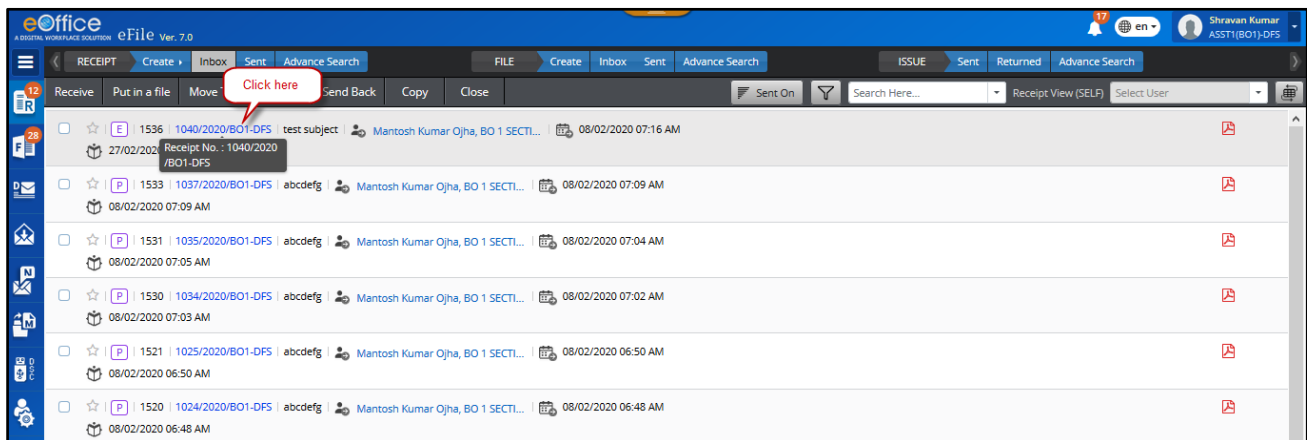 eOffice
A DIGITAL WORKPLACE SOLUTION eFile Ver. 7.0
17
en
Shravan Kumar
ASST1(BO1)-DFS
RECEIPT Create Inbox Sent Advance Search FILE Create Inbox Sent Advance Search ISSUE Sent Returned Advance Search
Receive Put in a file Move Send Back Copy Close Sent On Search Here... Receipt View (SELF) Select User
Click here
12
R
28
F
D
N
M
DSC
E 1536 1040/2020/BO1-DFS test subject Mantosh Kumar Ojha, BO 1 SECTI... 08/02/2020 07:16 AM
27/02/202
Receipt No. : 1040/2020
/BO1-DFS
P 1533 1037/2020/BO1-DFS abcdefg Mantosh Kumar Ojha, BO 1 SECTI... 08/02/2020 07:09 AM
08/02/2020 07:09 AM
P 1531 1035/2020/BO1-DFS abcdefg Mantosh Kumar Ojha, BO 1 SECTI... 08/02/2020 07:04 AM
08/02/2020 07:05 AM
P 1530 1034/2020/BO1-DFS abcdefg Mantosh Kumar Ojha, BO 1 SECTI... 08/02/2020 07:02 AM
08/02/2020 07:03 AM
P 1521 1025/2020/BO1-DFS abcdefg Mantosh Kumar Ojha, BO 1 SECTI... 08/02/2020 06:50 AM
08/02/2020 06:50 AM
P 1520 1024/2020/BO1-DFS abcdefg Mantosh Kumar Ojha, BO 1 SECTI... 08/02/2020 06:48 AM
08/02/2020 06:48 AM